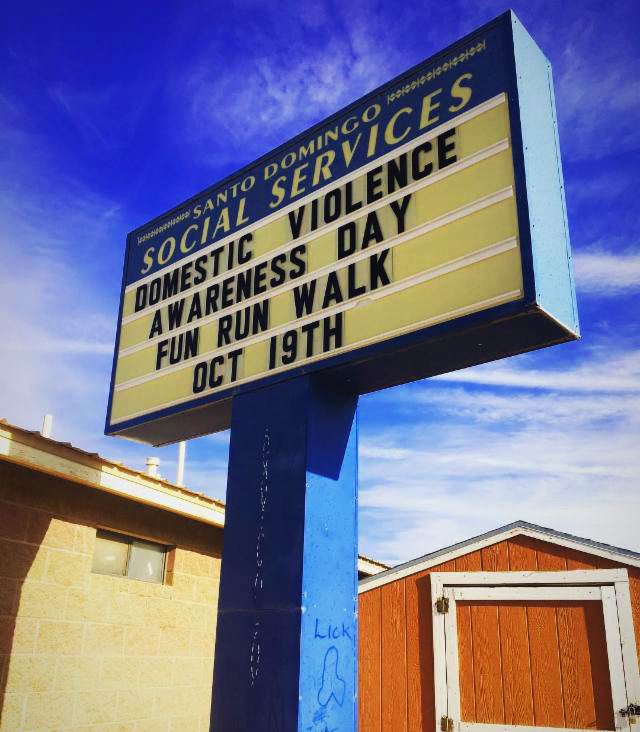 SANTO DOMINGO
SOCIAL SERVICES
DOMESTIC VIOLENCE
AWARENESS DAY
FUN RUN WALK
OCT 19TH
Lick